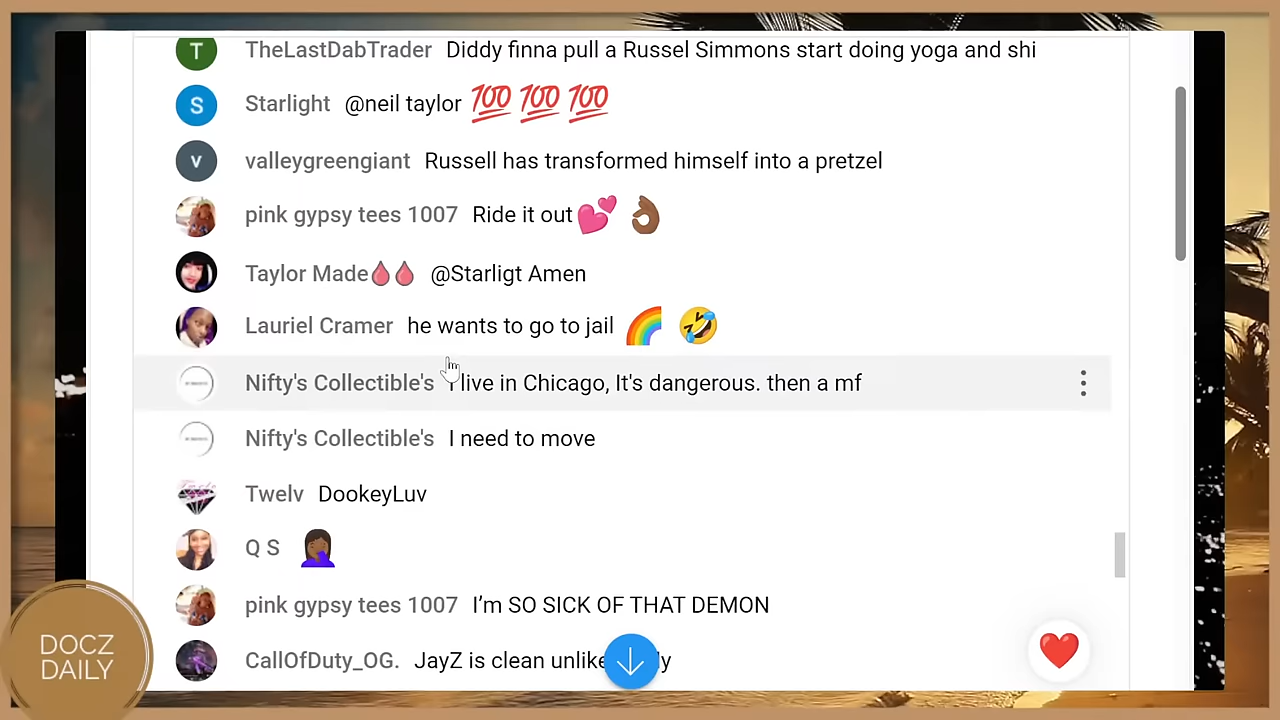 T TheLastDabTrader Diddy finna pull a Russel Simmons start doing yoga and shi
S Starlight @neil taylor 💯 💯 💯
v valleygreengiant Russell has transformed himself into a pretzel
pink gypsy tees 1007 Ride it out💕 👌🏾
Taylor Made🩸🩸 @Starligt Amen
Lauriel Cramer he wants to go to jail 🌈 🤣
Nifty's Collectible's I live in Chicago, It's dangerous. then a mf
Nifty's Collectible's I need to move
Twelv DookeyLuv
Q S 🤦🏾‍♀️
pink gypsy tees 1007 I’m SO SICK OF THAT DEMON
CallOfDuty_OG. JayZ is clean unlike
DOCZ
DAILY